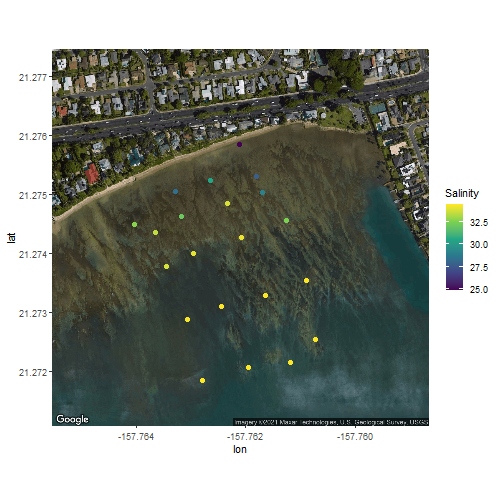 21.277
21.276
21.275
21.274
21.273
21.272
lat
-157.764
-157.762
-157.760
lon
Salinity
32.5
30.0
27.5
25.0
Google
Imagery ©2021 Maxar Technologies, U.S. Geological Survey, USGS